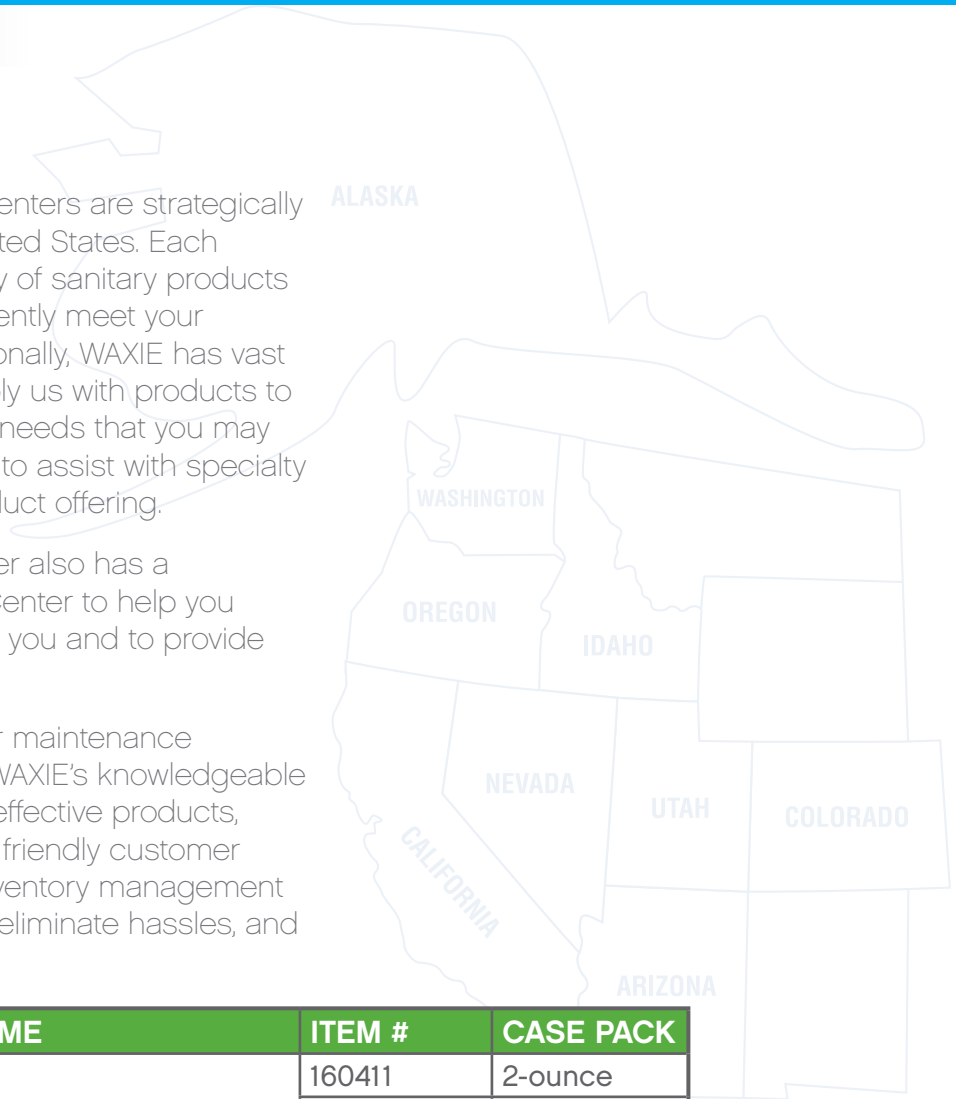 enters are strategically
ted States. Each
y of sanitary products
ently meet your
onally, WAXIE has vast
ly us with products to
needs that you may
to assist with specialty
luct offering.
er also has a
Center to help you
you and to provide
r maintenance
WAXIE's knowledgeable
effective products,
friendly customer
ventory management
eliminate hassles, and
ALASKA
WASHINGTON
OREGON
IDAHO
NEVADA
UTAH
COLORADO
CALIFORNIA
ARIZONA
ME ITEM # CASE PACK
160411 2-ounce